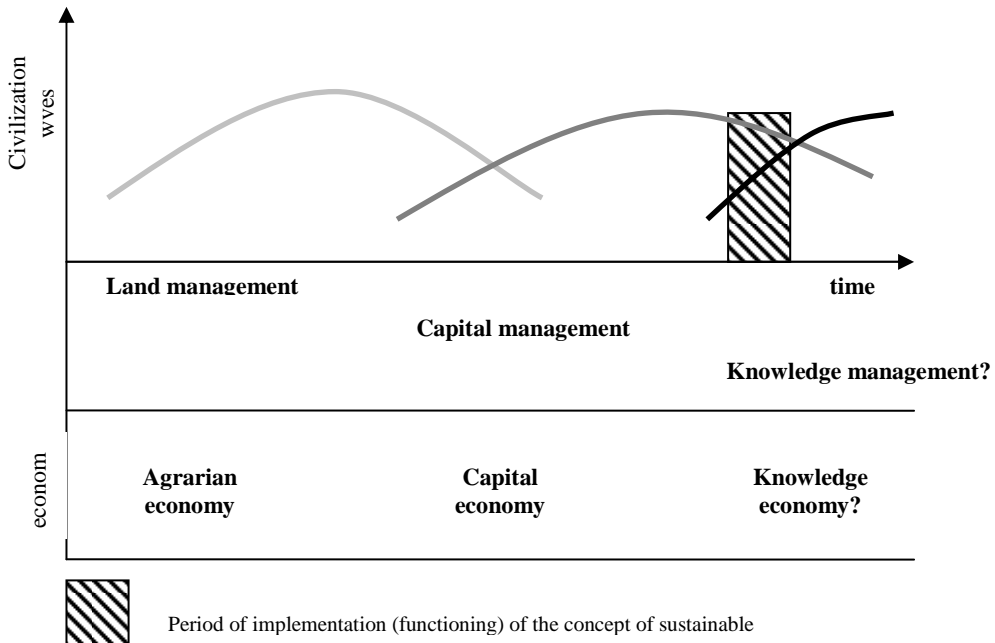 Civilization
wves
Land management
time
Capital management
Knowledge management?
econom
Agrarian
economy
Capital
economy
Knowledge
economy?
Period of implementation (functioning) of the concept of sustainable